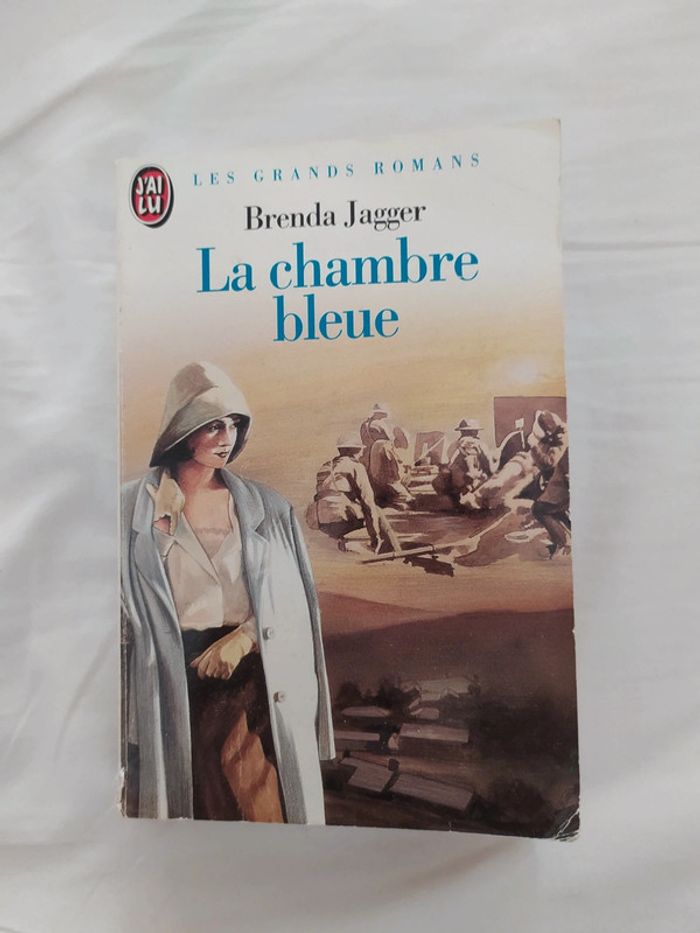 J'AI
LU
LES GRANDS ROMANS
Brenda Jagger
La chambre
bleue